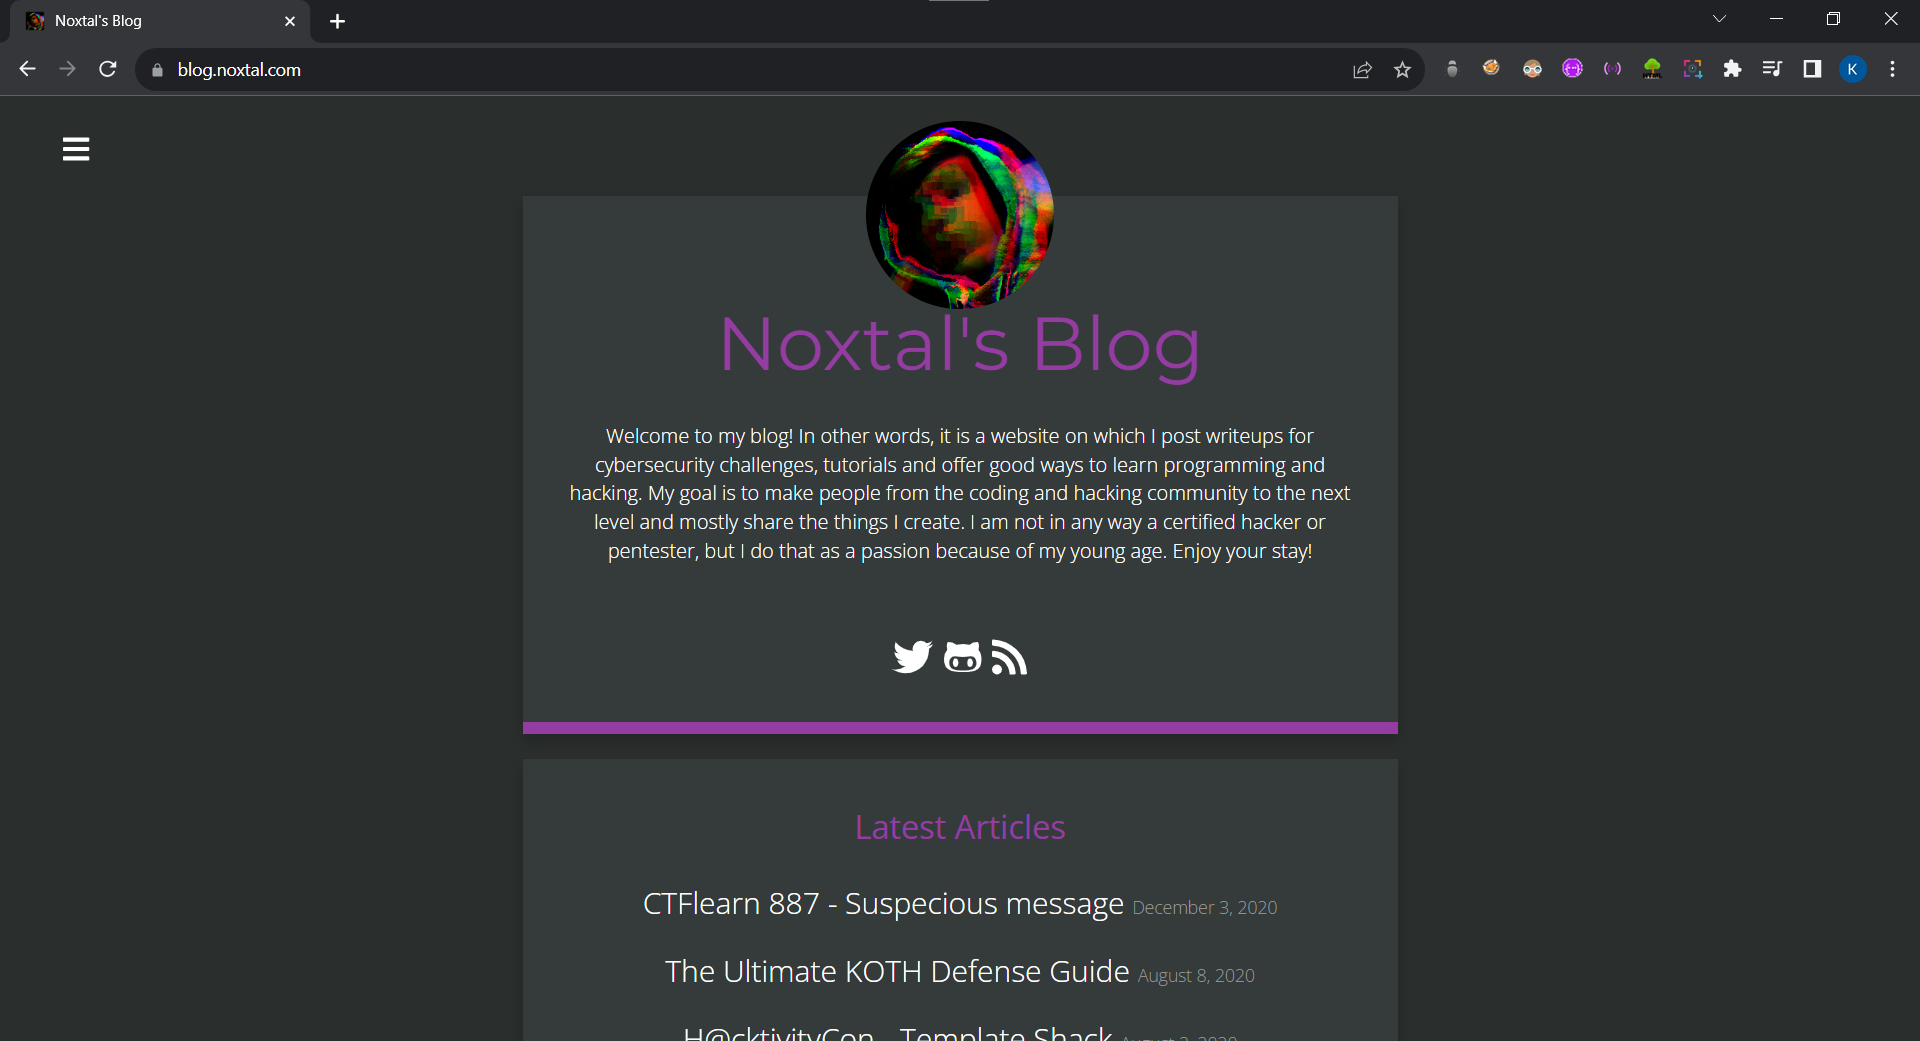 Noxtal's Blog
blog.noxtal.com
K
Noxtal's Blog
Welcome to my blog! In other words, it is a website on which I post writeups for
cybersecurity challenges, tutorials and offer good ways to learn programming and
hacking. My goal is to make people from the coding and hacking community to the next
level and mostly share the things I create. I am not in any way a certified hacker or
pentester, but I do that as a passion because of my young age. Enjoy your stay!
Latest Articles
CTFlearn 887 - Suspecious message December 3, 2020
The Ultimate KOTH Defense Guide August 8, 2020
H@cktivityCon - Template Shack August 2, 2020